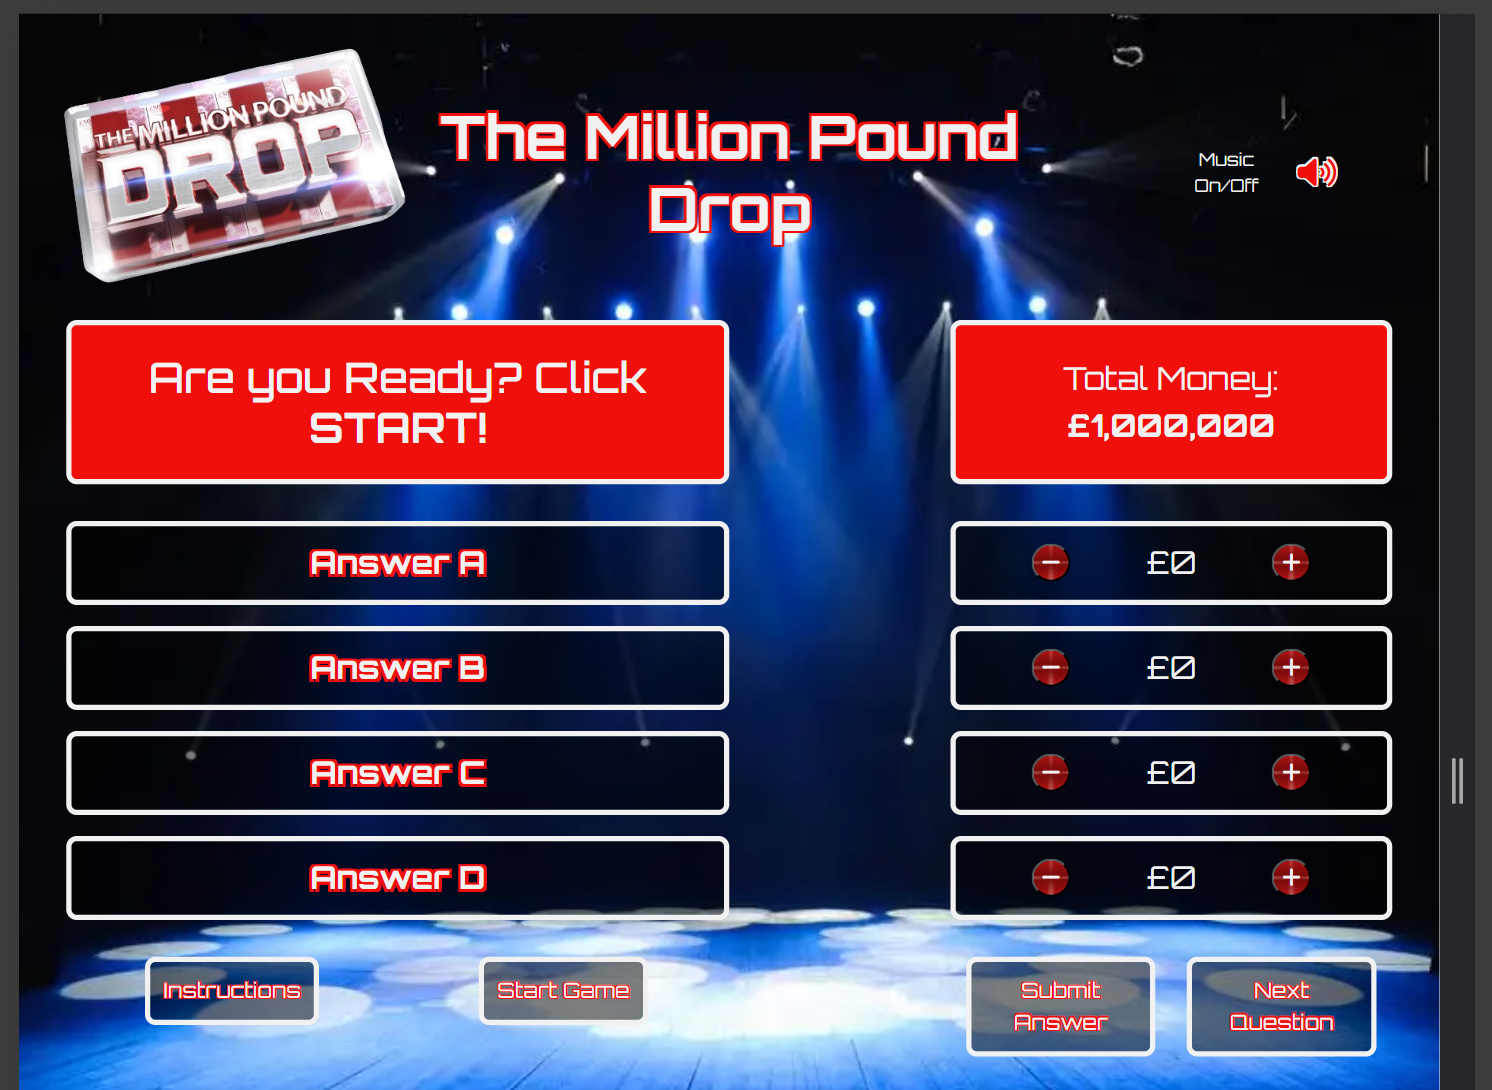 THE MILLION POUND
DROP
The Million Pound
Drop
Music
On/Off
Are you Ready? Click
START!
Total Money:
£1,000,000
Answer A
£0
Answer B
£0
Answer C
£0
Answer D
£0
Instructions
Start Game
Submit
Answer
Next
Question